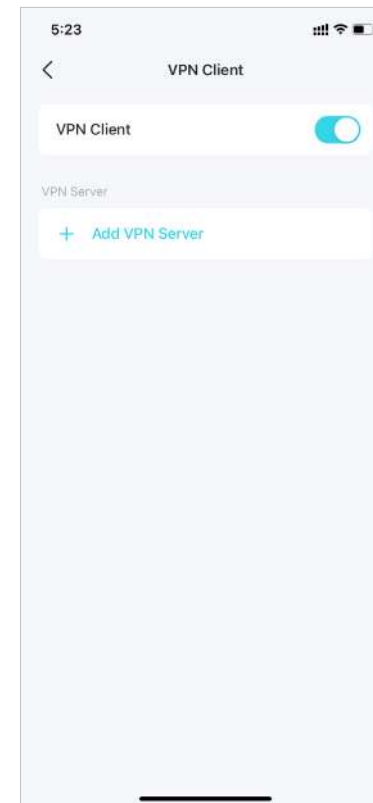 5:23
VPN Client
VPN Client
VPN Server
+ Add VPN Server